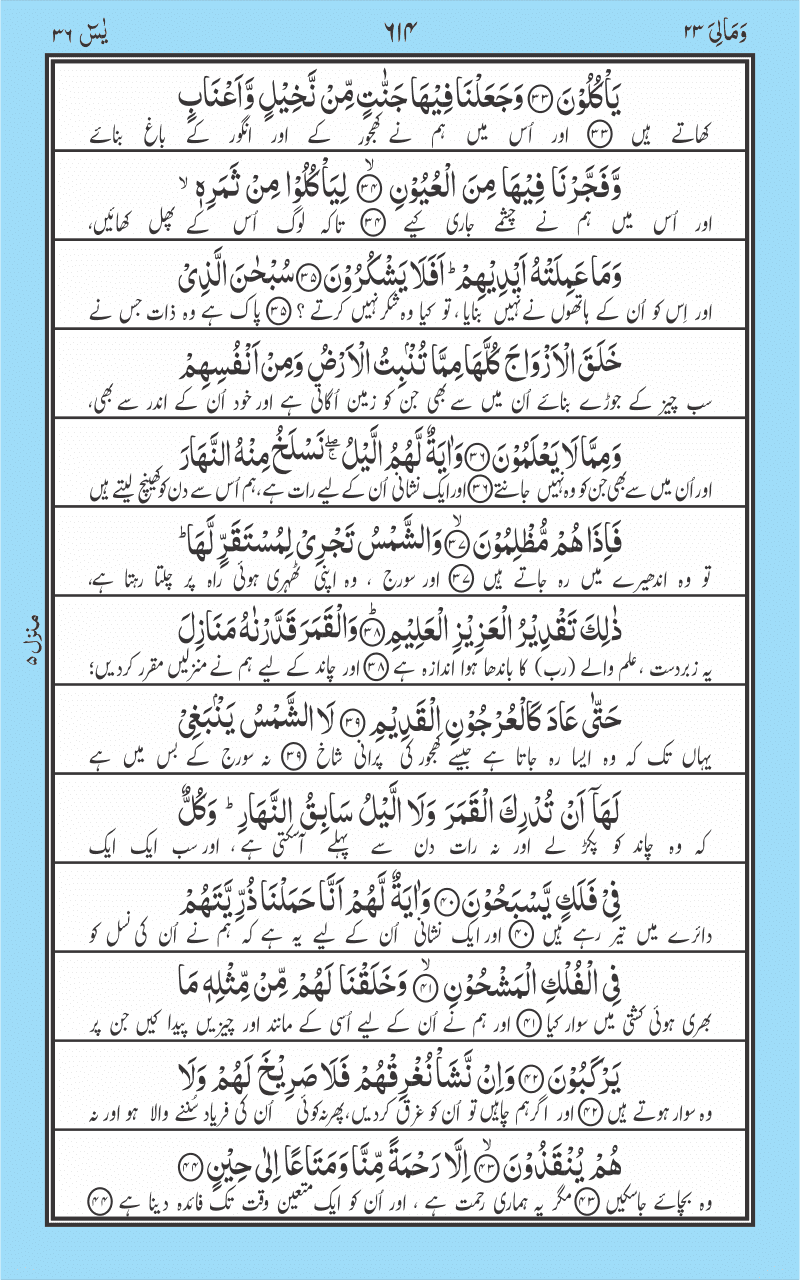 وَمَالِیَ ۲۳
۶۱۴
یٰسٓ ۳۶
یَاْکُلُوْنَ ﴿۳۳﴾ وَجَعَلْنَا فِیْهَا جَنّٰتٍ مِّنْ نَّخِیْلٍ وَّاَعْنَابٍ
کھاتے ہیں ﴿۳۳﴾ اور اُس میں ہم نے کھجور کے اور انگور کے باغ بنائے
وَّفَجَّرْنَا فِیْهَا مِنَ الْعُیُوْنِ ﴿۳۴﴾ۙ لِیَاْکُلُوْا مِنْ ثَمَرِهٖ ۙ
اور اُس میں ہم نے چشمے جاری کیے ﴿۳۴﴾ تاکہ لوگ اُس کے پھل کھائیں،
وَمَا عَمِلَتْهُ اَیْدِیْهِمْ ؕ اَفَلَا یَشْکُرُوْنَ ﴿۳۵﴾ سُبْحٰنَ الَّذِیْ
اور اِس کو اُن کے ہاتھوں نے نہیں بنایا ، تو کیا وہ شکر نہیں کرتے ؟ ﴿۳۵﴾ پاک ہے وہ ذات جس نے
خَلَقَ الْاَزْوَاجَ کُلَّهَا مِمَّا تُنْۢبِتُ الْاَرْضُ وَمِنْ اَنْفُسِهِمْ
سب چیز کے جوڑے بنائے اُن میں سے بھی جن کو زمین اُگاتی ہے اور خود اُن کے اندر سے بھی،
وَمِمَّا لَا یَعْلَمُوْنَ ﴿۳۶﴾ وَاٰیَةٌ لَّهُمُ الَّیْلُ ۖۚ نَسْلَخُ مِنْهُ النَّهَارَ
اور اُن میں سے بھی جن کو وہ نہیں جانتے ﴿۳۶﴾ اور ایک نشانی اُن کے لیے رات ہے، ہم اُس سے دن کو کھینچ لیتے ہیں
فَاِذَا هُمْ مُّظْلِمُوْنَ ﴿۳۷﴾ۙ وَالشَّمْسُ تَجْرِیْ لِمُسْتَقَرٍّ لَّهَا ؕ
تو وہ اندھیرے میں رہ جاتے ہیں ﴿۳۷﴾ اور سورج ، وہ اپنی ٹھہری ہوئی راہ پر چلتا رہتا ہے،
ذٰلِكَ تَقْدِیْرُ الْعَزِیْزِ الْعَلِیْمِ ﴿۳۸﴾ؕ وَالْقَمَرَ قَدَّرْنٰهُ مَنَازِلَ
یہ زبردست ، علم والے (رب) کا باندھا ہوا اندازہ ہے ﴿۳۸﴾ اور چاند کے لیے ہم نے منزلیں مقرر کردیں؛
حَتّٰی عَادَ کَالْعُرْجُوْنِ الْقَدِیْمِ ﴿۳۹﴾ لَا الشَّمْسُ یَنْۢبَغِیْ
یہاں تک کہ وہ ایسا رہ جاتا ہے جیسے کھجور کی پرانی شاخ ﴿۳۹﴾ نہ سورج کے بس میں ہے
لَهَاۤ اَنْ تُدْرِكَ الْقَمَرَ وَلَا الَّیْلُ سَابِقُ النَّهَارِ ؕ وَکُلٌّ
کہ وہ چاند کو پکڑ لے اور نہ رات دن سے پہلے آسکتی ہے ، اور سب ایک ایک
فِیْ فَلَكٍ یَّسْبَحُوْنَ ﴿۴۰﴾ وَاٰیَةٌ لَّهُمْ اَنَّا حَمَلْنَا ذُرِّیَّتَهُمْ
دائرے میں تیر رہے ہیں ﴿۴۰﴾ اور ایک نشانی اُن کے لیے یہ ہے کہ ہم نے اُن کی نسل کو
فِی الْفُلْكِ الْمَشْحُوْنِ ﴿۴۱﴾ۙ وَخَلَقْنَا لَهُمْ مِّنْ مِّثْلِهٖ مَا
بھری ہوئی کشتی میں سوار کیا ﴿۴۱﴾ اور ہم نے اُن کے لیے اُسی کے مانند اور چیزیں پیدا کیں جن پر
یَرْکَبُوْنَ ﴿۴۲﴾ وَاِنْ نَّشَاْ نُغْرِقْهُمْ فَلَا صَرِیْخَ لَهُمْ وَلَا
وہ سوار ہوتے ہیں ﴿۴۲﴾ اور اگر ہم چاہیں تو اُن کو غرق کردیں، پھر نہ کوئی اُن کی فریاد سُننے والا ہو اور نہ
هُمْ یُنْقَذُوْنَ ﴿۴۳﴾ۙ اِلَّا رَحْمَةً مِّنَّا وَمَتَاعًا اِلٰی حِیْنٍ ﴿۴۴﴾
وہ بچائے جاسکیں ﴿۴۳﴾ مگر یہ ہماری رحمت ہے ، اور اُن کو ایک متعین وقت تک فائدہ دینا ہے ﴿۴۴﴾
منزل ۵